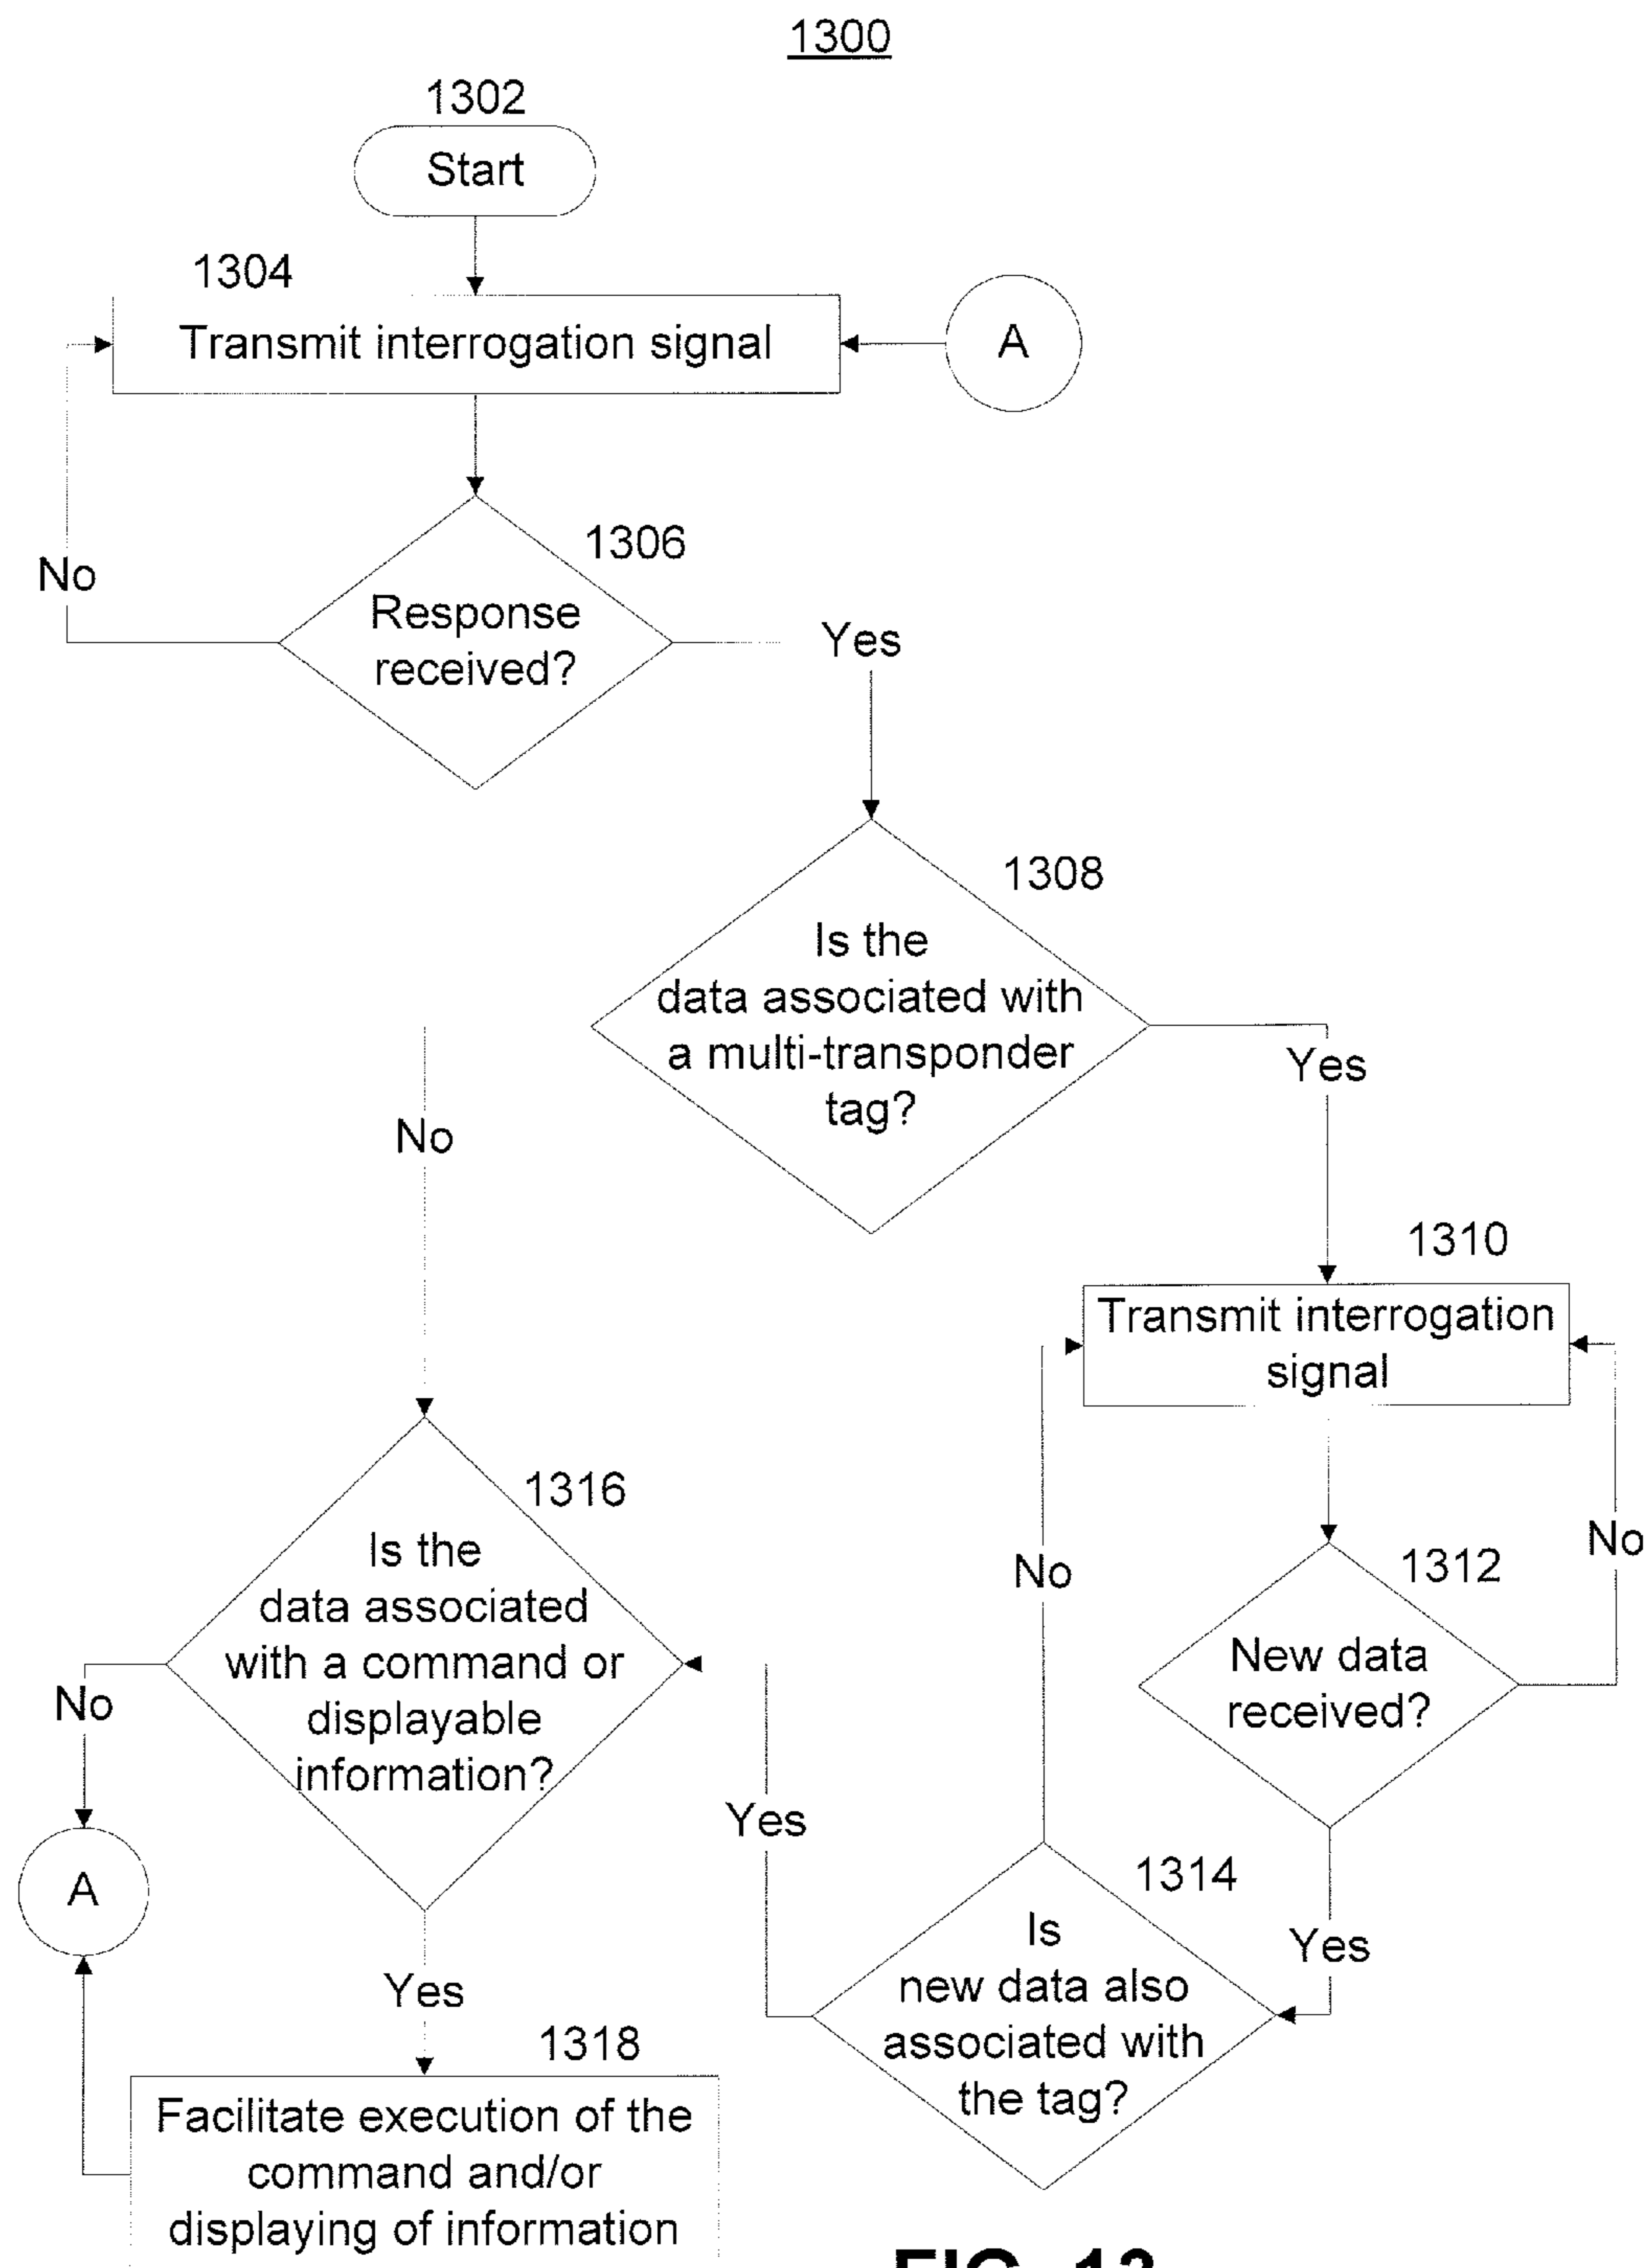 1300
1302
Start
1304
Transmit interrogation signal
A
1306
No
Response
received?
Yes
1308
Is the
data associated with
a multi-transponder
tag?
Yes
No
1310
Transmit interrogation
signal
1316
Is the
data associated
with a command or
displayable
information?
No
1312
No
New data
received?
No
Yes
A
1314
Yes
Is
new data also
associated with
the tag?
Yes
1318
Facilitate execution of the
command and/or
displaying of information
FIG. 13